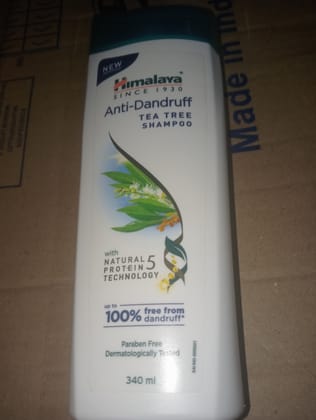 NEW
Himalaya
SINCE 1930
Anti-Dandruff
TEA TREE
SHAMPOO
with
NATURAL
PROTEIN 5
TECHNOLOGY
up to
100% free from
dandruff*
Paraben Free
Dermatologically Tested
340 ml
Made in Ind